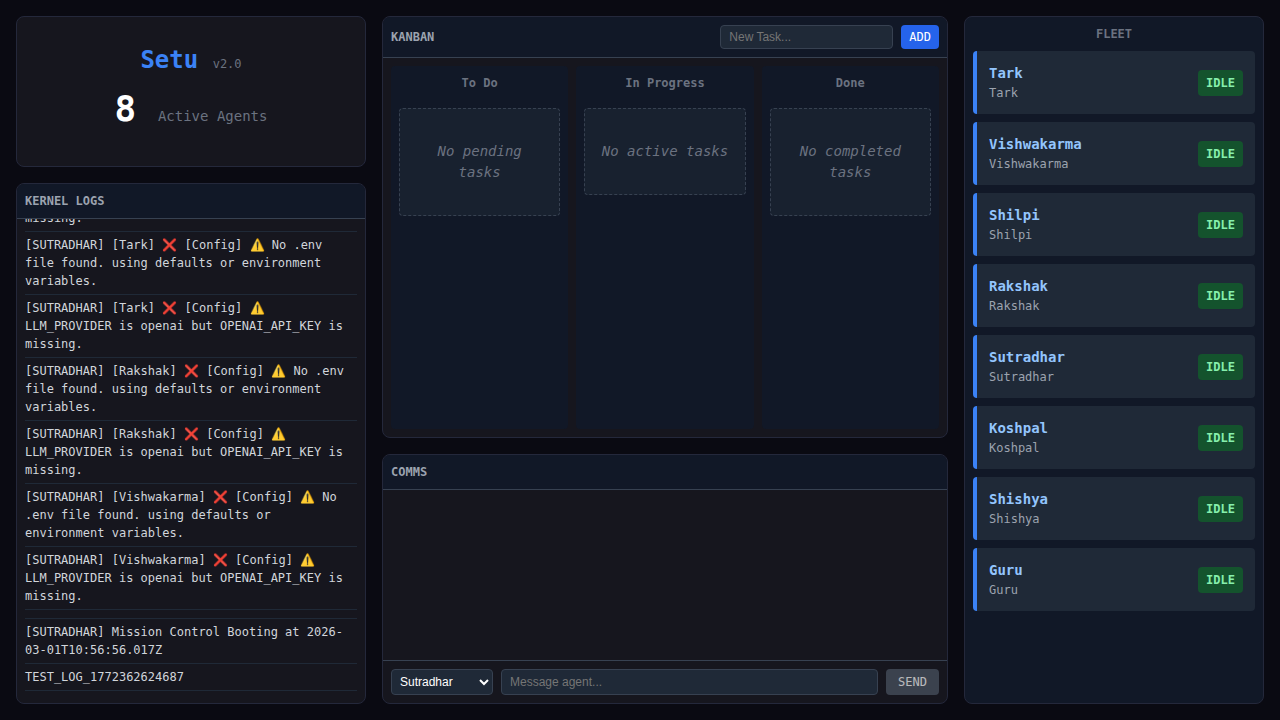 Setu v2.0
8 Active Agents
KERNEL LOGS
missing.
[SUTRADHAR] [Tark] ❌ [Config] ⚠️ No .env
file found. using defaults or environment
variables.
[SUTRADHAR] [Tark] ❌ [Config] ⚠️
LLM_PROVIDER is openai but OPENAI_API_KEY is
missing.
[SUTRADHAR] [Rakshak] ❌ [Config] ⚠️ No .env
file found. using defaults or environment
variables.
[SUTRADHAR] [Rakshak] ❌ [Config] ⚠️
LLM_PROVIDER is openai but OPENAI_API_KEY is
missing.
[SUTRADHAR] [Vishwakarma] ❌ [Config] ⚠️ No
.env file found. using defaults or
environment variables.
[SUTRADHAR] [Vishwakarma] ❌ [Config] ⚠️
LLM_PROVIDER is openai but OPENAI_API_KEY is
missing.
[SUTRADHAR] Mission Control Booting at 2026-
03-01T10:56:56.017Z
TEST_LOG_1772362624687
KANBAN
New Task...
ADD
To Do
No pending
tasks
In Progress
No active tasks
Done
No completed
tasks
COMMS
Sutradhar
Message agent...
SEND
FLEET
Tark
Tark
IDLE
Vishwakarma
Vishwakarma
IDLE
Shilpi
Shilpi
IDLE
Rakshak
Rakshak
IDLE
Sutradhar
Sutradhar
IDLE
Koshpal
Koshpal
IDLE
Shishya
Shishya
IDLE
Guru
Guru
IDLE